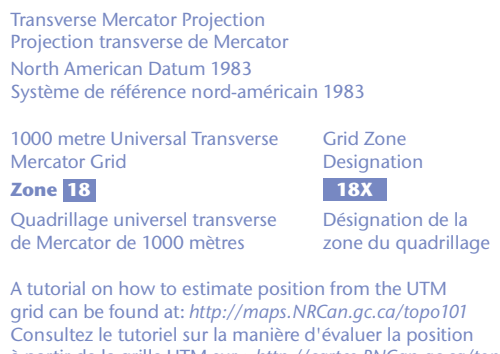 Transverse Mercator Projection
Projection transverse de Mercator
North American Datum 1983
Système de référence nord-américain 1983
1000 metre Universal Transverse
Mercator Grid
Zone 18
Quadrillage universel transverse
de Mercator de 1000 mètres
Grid Zone
Designation
18X
Désignation de la
zone du quadrillage
A tutorial on how to estimate position from the UTM
grid can be found at: http://maps.NRCan.gc.ca/topo101
Consultez le tutoriel sur la manière d'évaluer la position